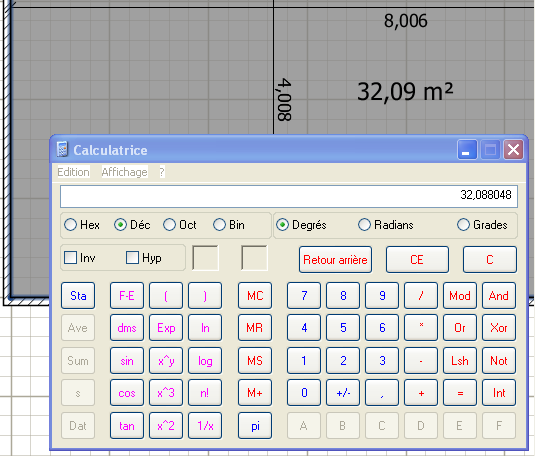 8,006
4,008
32,09 m²
Calculatrice
Edition Affichage ?
32,088048
Hex Déc Oct Bin Degrés Radians Grades
Inv Hyp Retour arrière CE C
Sta F-E ( ) MC 7 8 9 / Mod And
Ave dms Exp ln MR 4 5 6 * Or Xor
Sum sin x^y log MS 1 2 3 - Lsh Not
s cos x^3 n! M+ 0 +/- , + = Int
Dat tan x^2 1/x pi A B C D E F